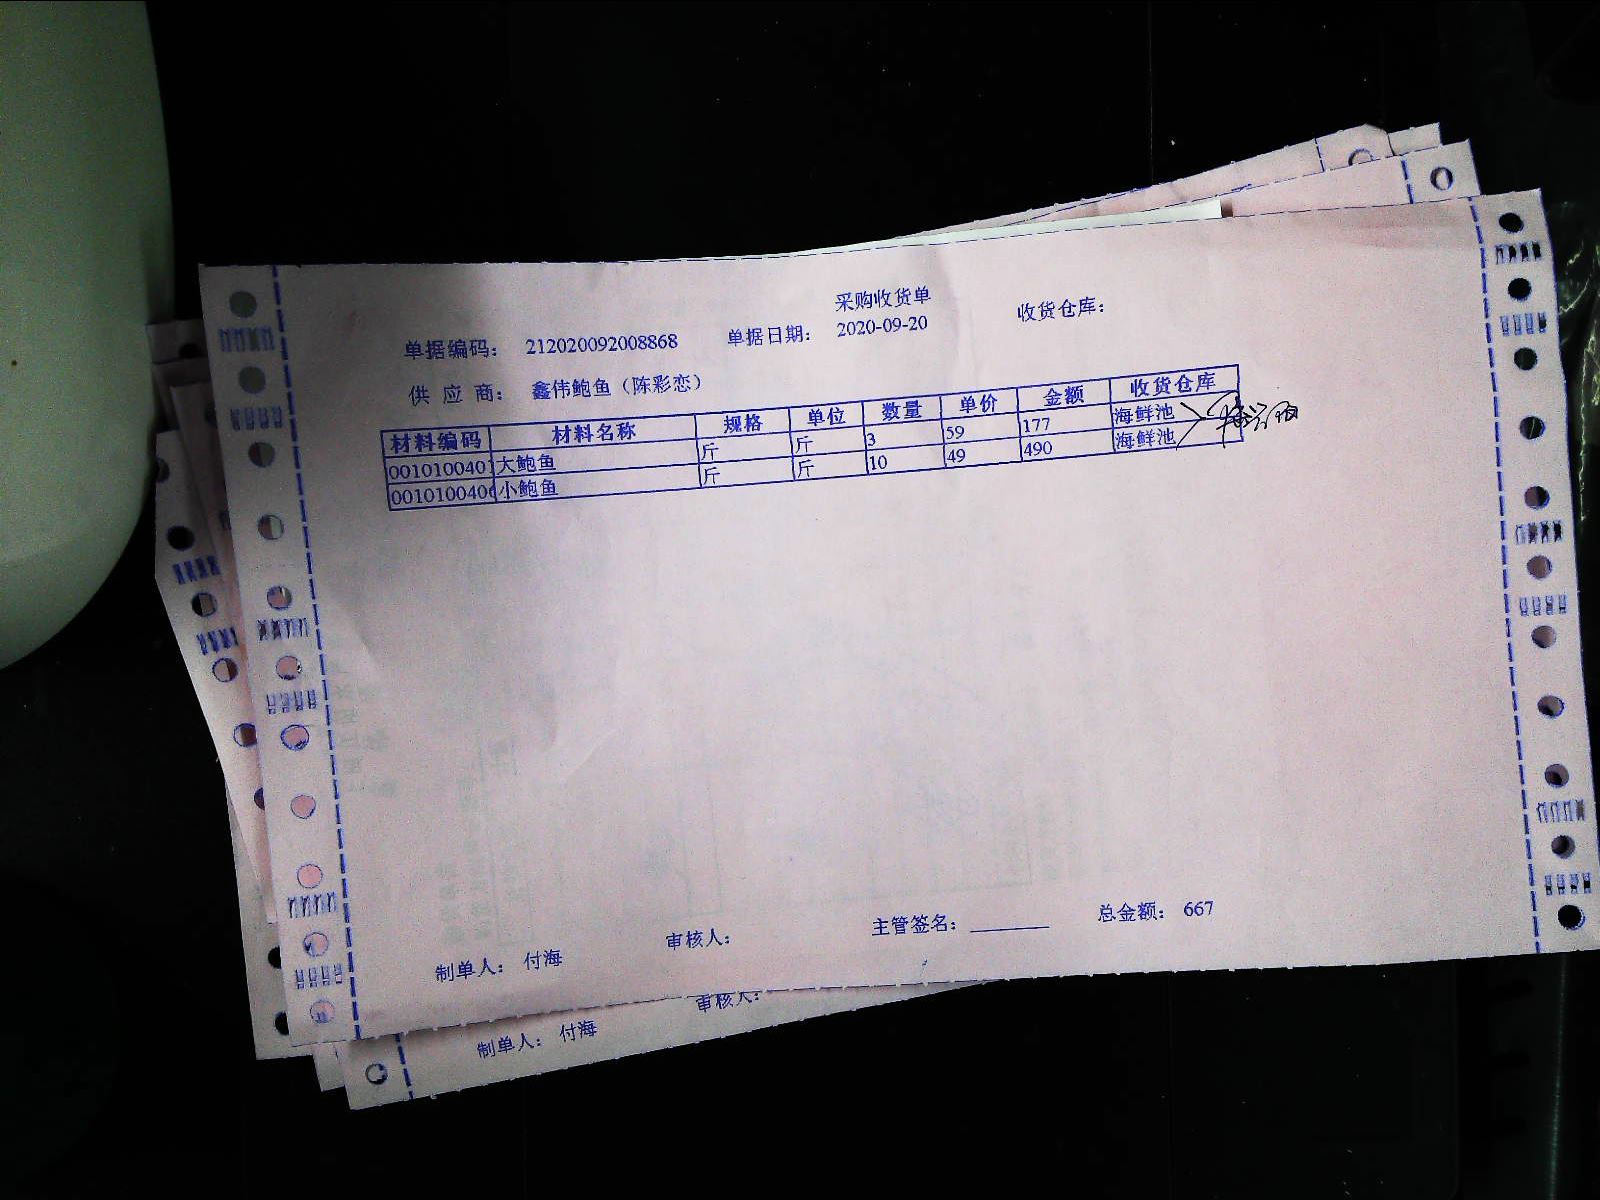 采购收货单
单据编码： 212020092008868 单据日期： 2020-09-20 收货仓库：
供 应 商： 鑫伟鲍鱼（陈彩恋）
材料编码 材料名称 规格 单位 数量 单价 金额 收货仓库
0010100401 大鲍鱼 斤 斤 3 59 177 海鲜池
0010100406 小鲍鱼 斤 斤 10 49 490 海鲜池
制单人： 付海 审核人： 主管签名： 总金额： 667
制单人： 付海 审核人：